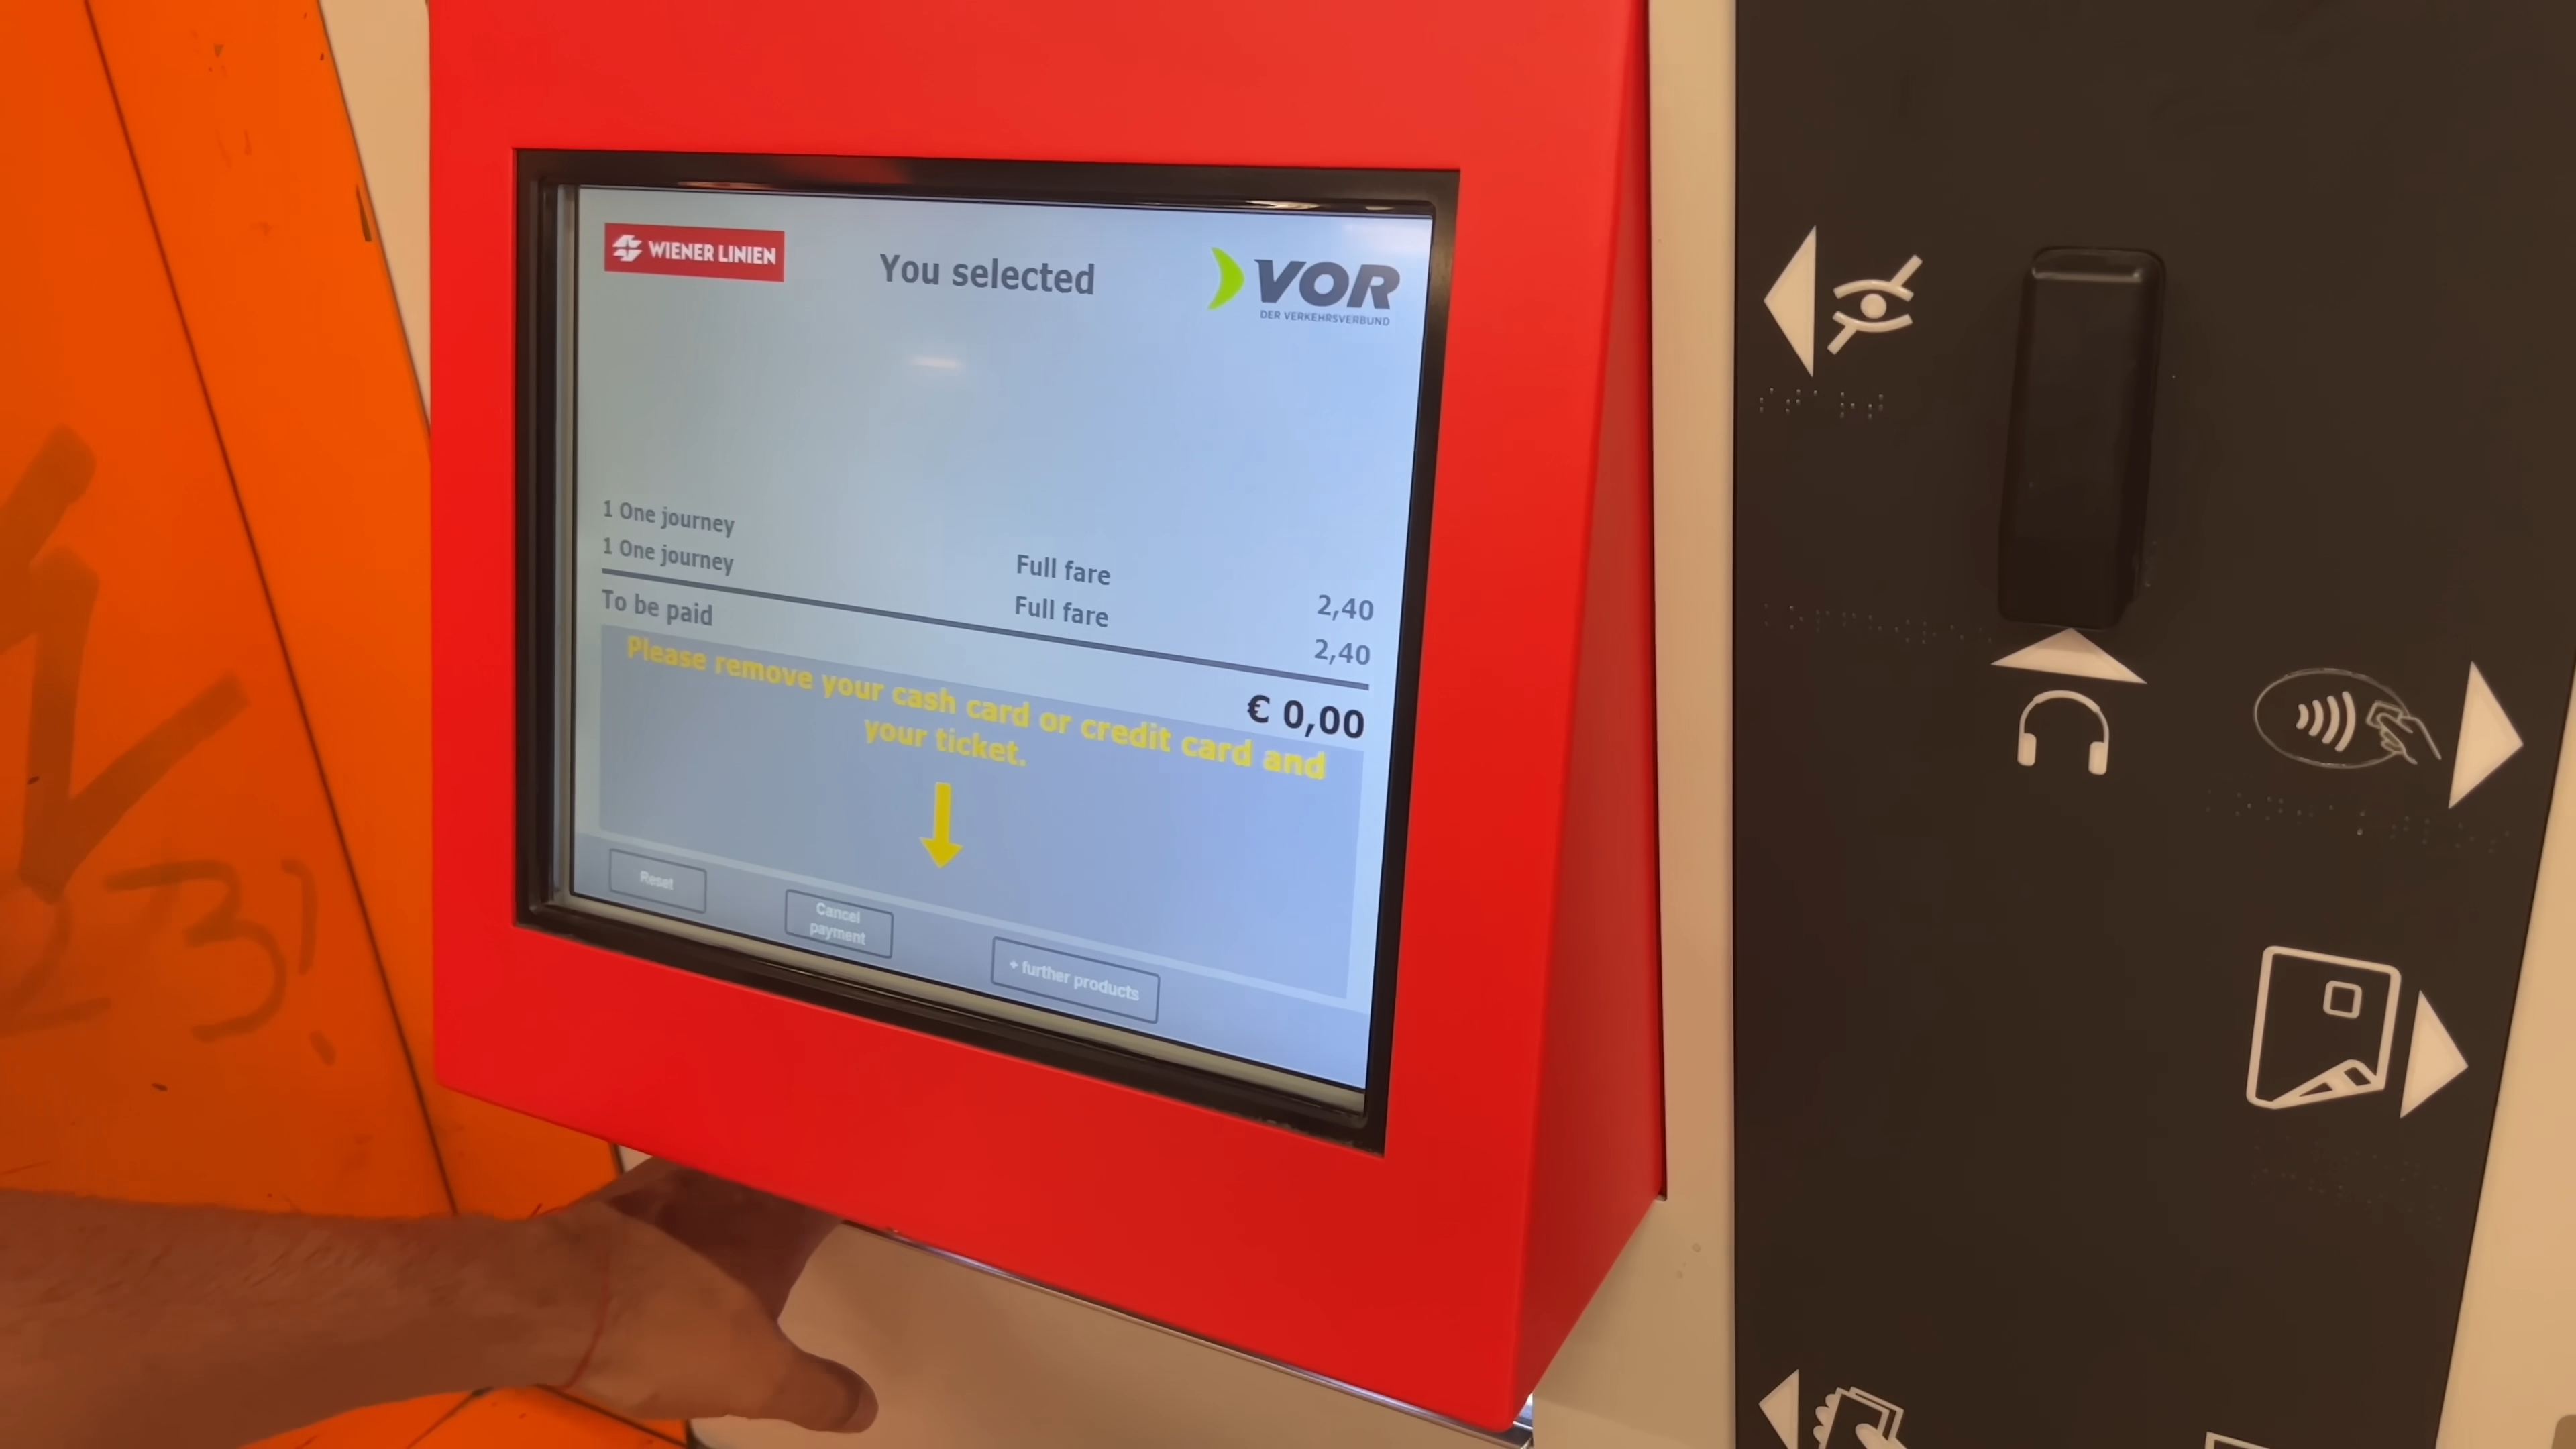 WIENER LINIEN
You selected
VOR
DER VERKEHRSVERBUND
1 One journey Full fare 2,40
1 One journey Full fare 2,40
To be paid € 0,00
Please remove your cash card or credit card and
your ticket.
Reset
Cancel
payment
+ further products